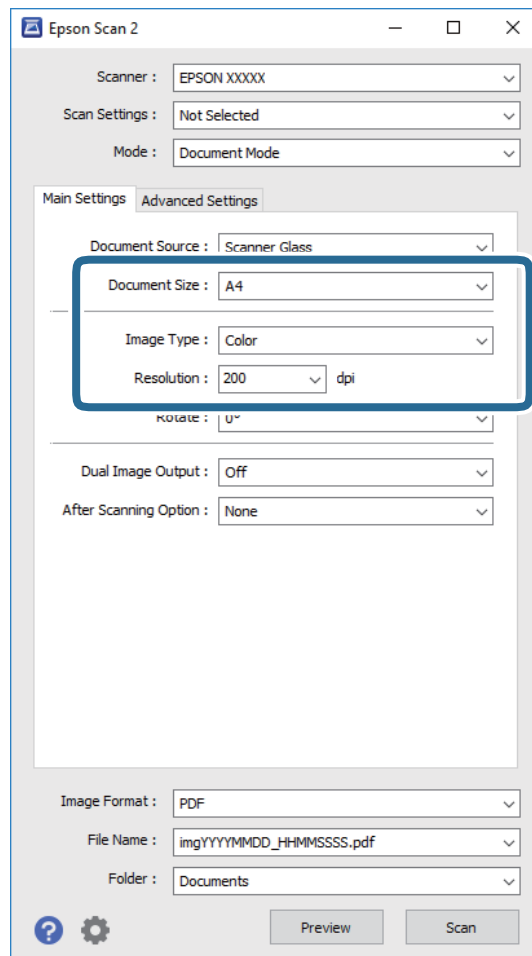 Epson Scan 2
Scanner : EPSON XXXXX
Scan Settings : Not Selected
Mode : Document Mode
Main Settings Advanced Settings
Document Source : Scanner Glass
Document Size : A4
Image Type : Color
Resolution : 200 dpi
Rotate : 0°
Dual Image Output : Off
After Scanning Option : None
Image Format : PDF
File Name : imgYYYYMMDD_HHMMSSSS.pdf
Folder : Documents
? Preview Scan